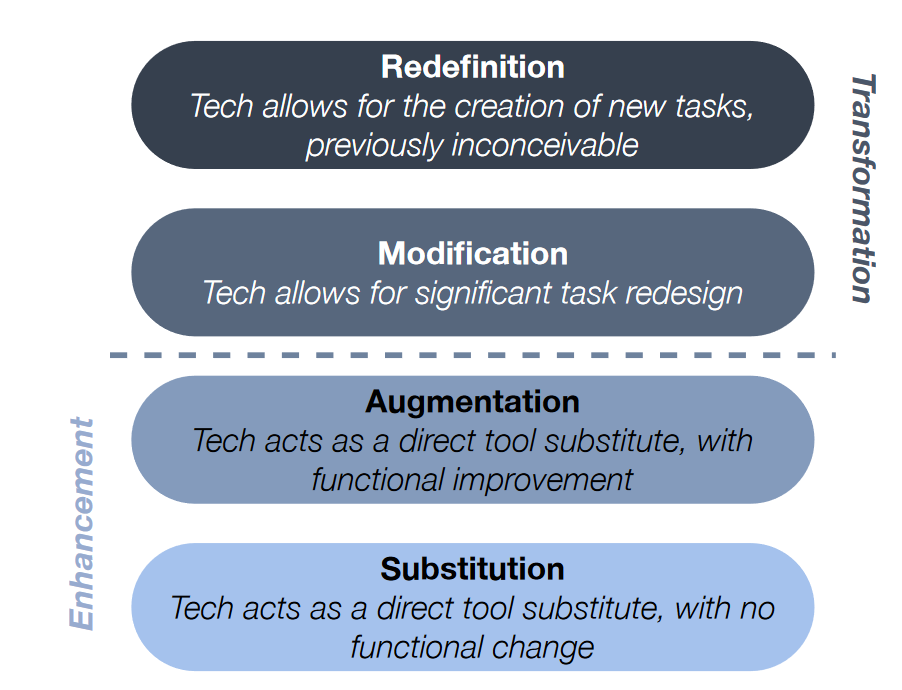 Redefinition
Tech allows for the creation of new tasks,
previously inconceivable
Transformation
Modification
Tech allows for significant task redesign
Augmentation
Tech acts as a direct tool substitute, with
functional improvement
Enhancement
Substitution
Tech acts as a direct tool substitute, with no
functional change